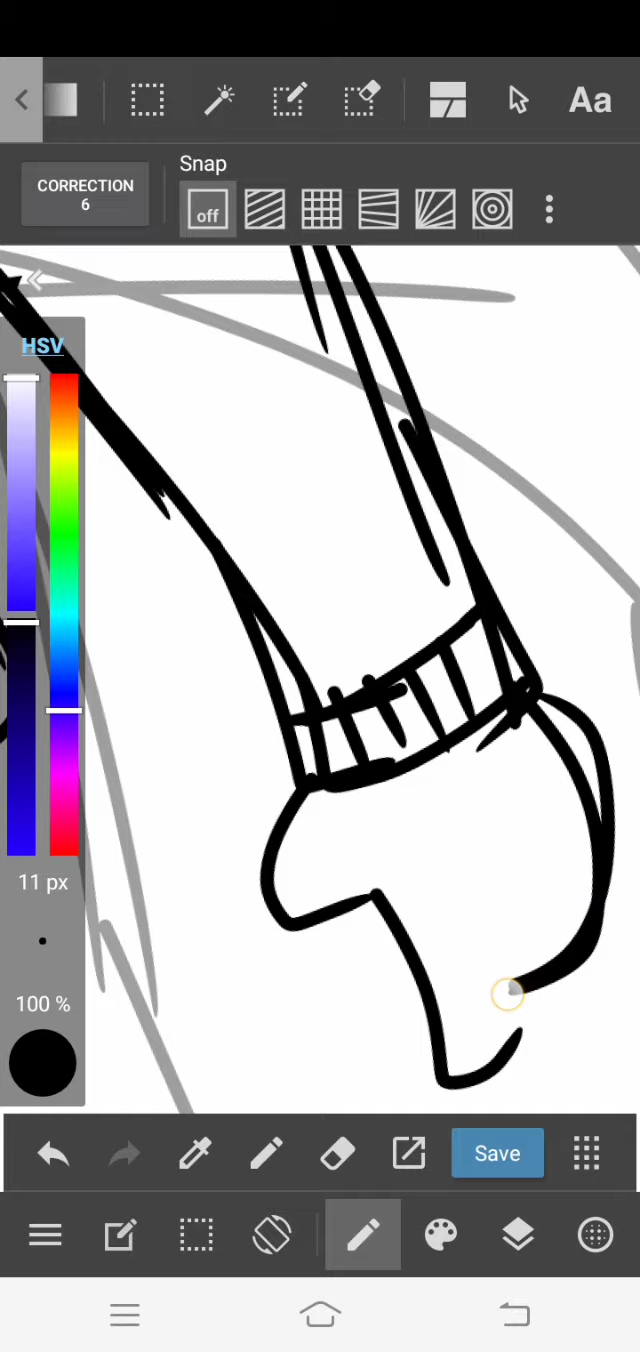 Aa
CORRECTION
6
Snap
off
HSV
11 px
100 %
Save